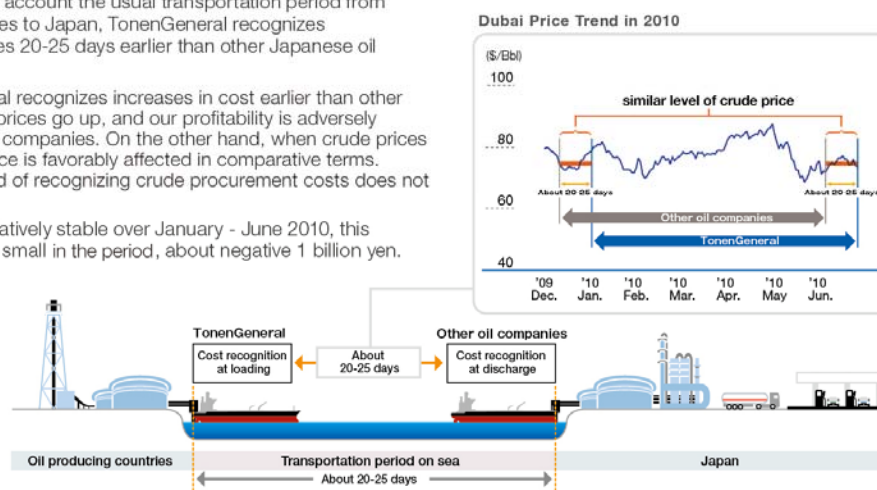 account the usual transportation period from
es to Japan, TonenGeneral recognizes
es 20-25 days earlier than other Japanese oil
al recognizes increases in cost earlier than other
prices go up, and our profitability is adversely
companies. On the other hand, when crude prices
ce is favorably affected in comparative terms.
d of recognizing crude procurement costs does not
atively stable over January - June 2010, this
small in the period, about negative 1 billion yen.
Dubai Price Trend in 2010
($/Bbl)
100
80
60
40
similar level of crude price
About 20-25 days
About 20-25 days
Other oil companies
TonenGeneral
'09 '10 '10 '10 '10 '10 '10
Dec. Jan. Feb. Mar. Apr. May Jun.
TonenGeneral
Cost recognition
at loading
About
20-25 days
Other oil companies
Cost recognition
at discharge
Oil producing countries
Transportation period on sea
Japan
About 20-25 days